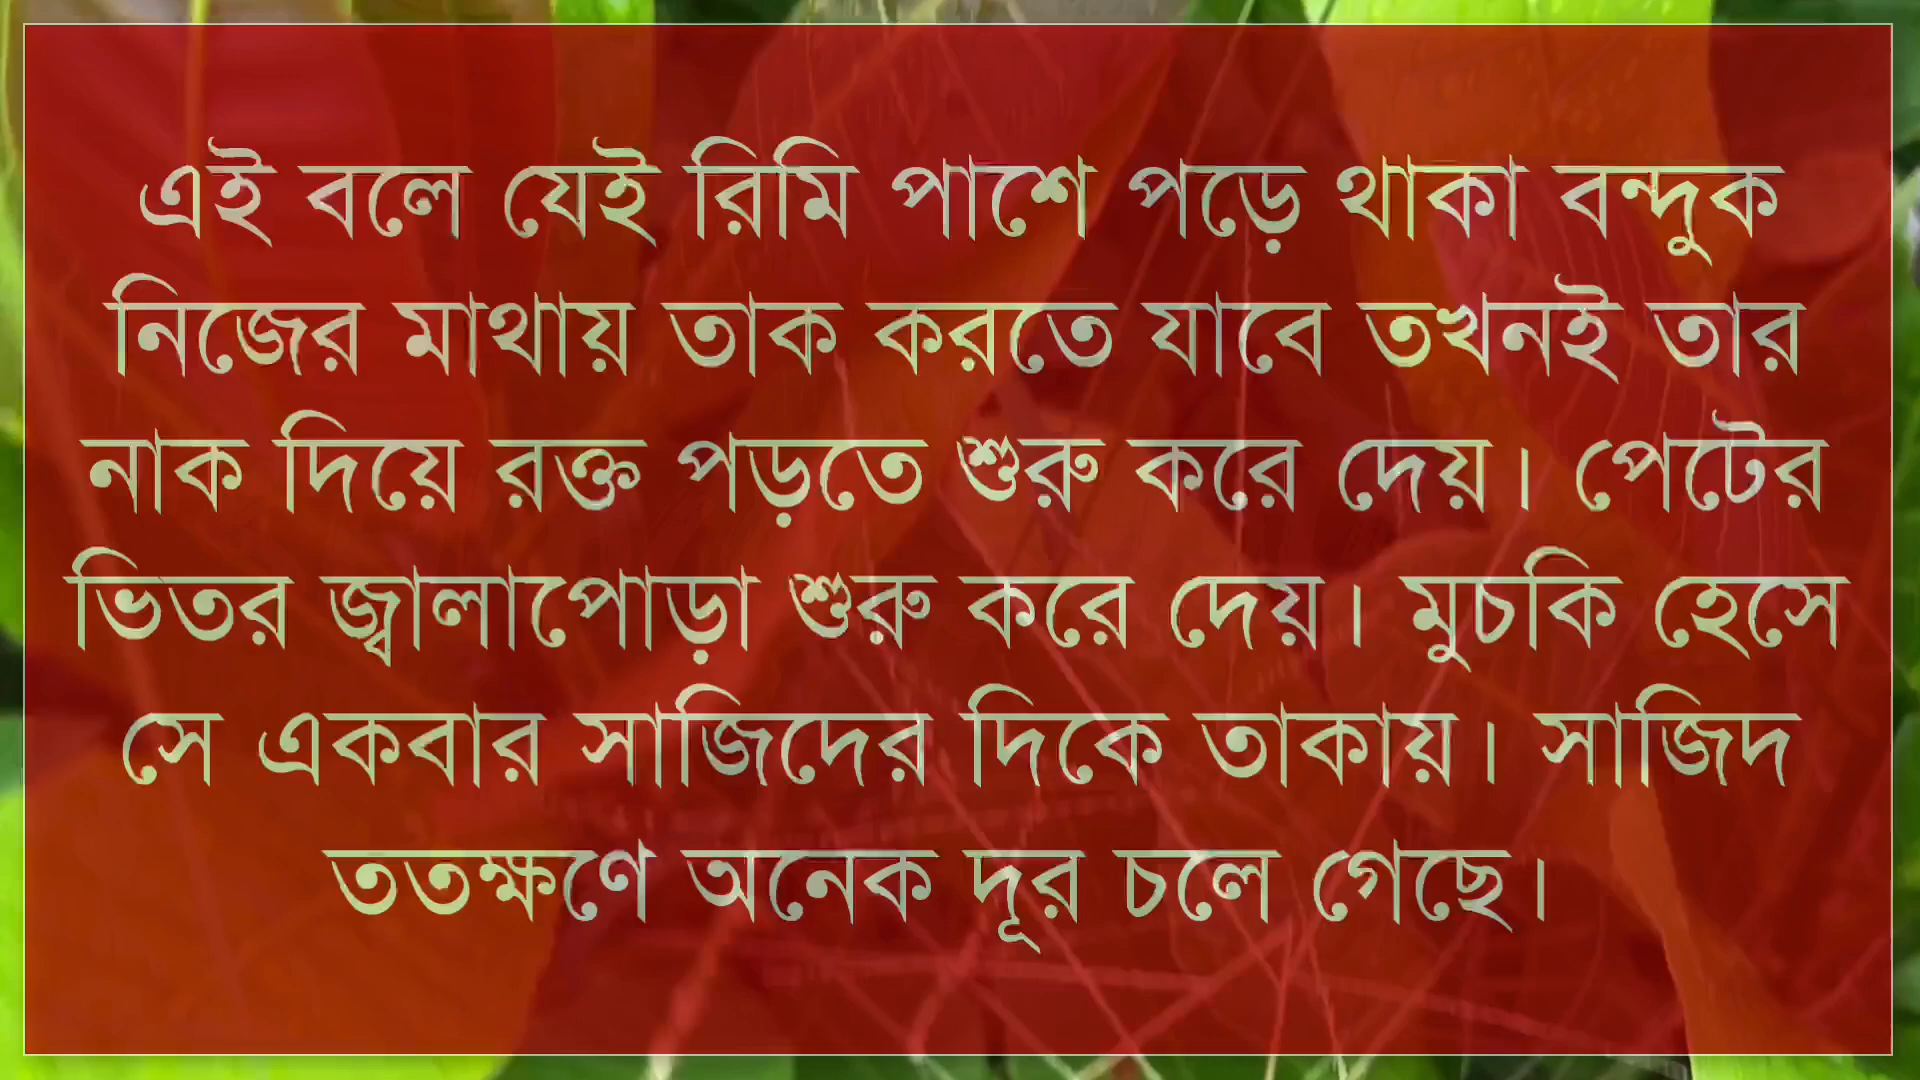 এই বলে যেই রিমি পাশে পড়ে থাকা বন্দুক
নিজের মাথায় তাক করতে যাবে তখনই তার
নাক দিয়ে রক্ত পড়তে শুরু করে দেয়। পেটের
ভিতর জ্বালাপোড়া শুরু করে দেয়। মুচকি হেসে
সে একবার সাজিদের দিকে তাকায়। সাজিদ
ততক্ষণে অনেক দূর চলে গেছে।